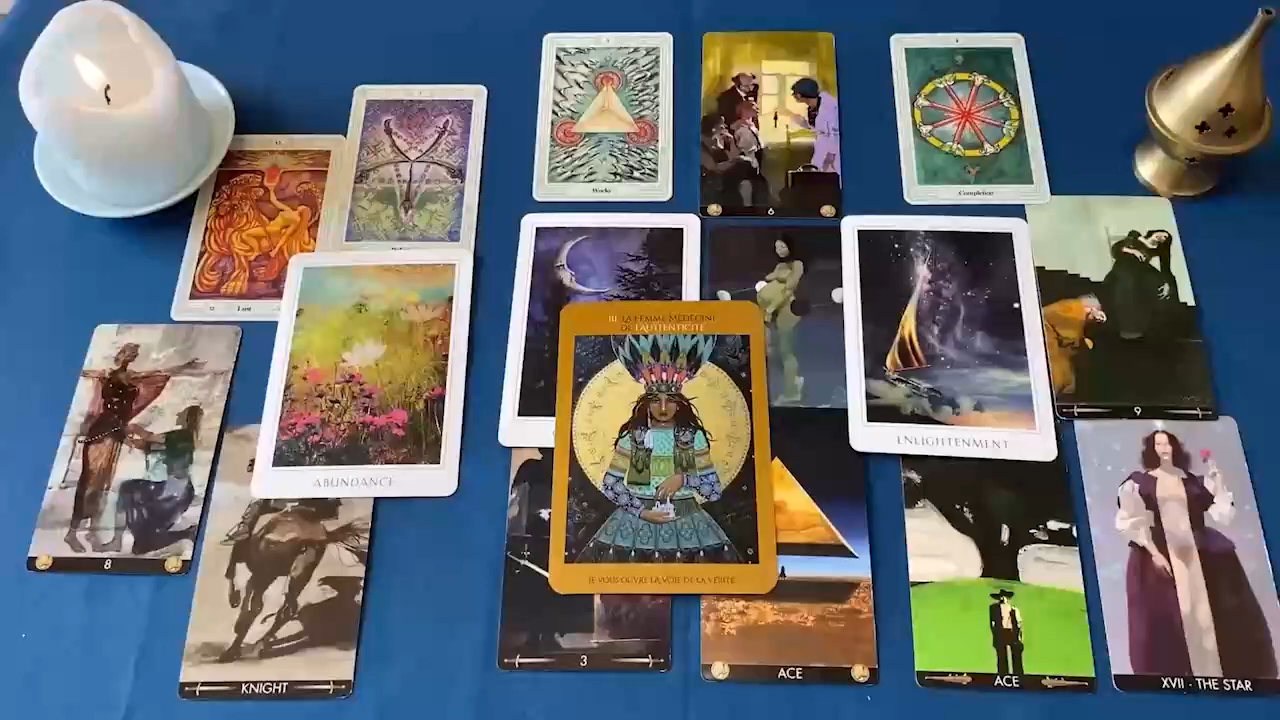 Works
6
Completion
Lust
III LA FEMME MÉDECINE
DE L'AUTHENTICITÉ
ABUNDANCE
ENLIGHTENMENT
9
8
JE VOUS OUVRE LA VOIE DE LA VÉRITÉ
KNIGHT
3
ACE
ACE
XVII - THE STAR